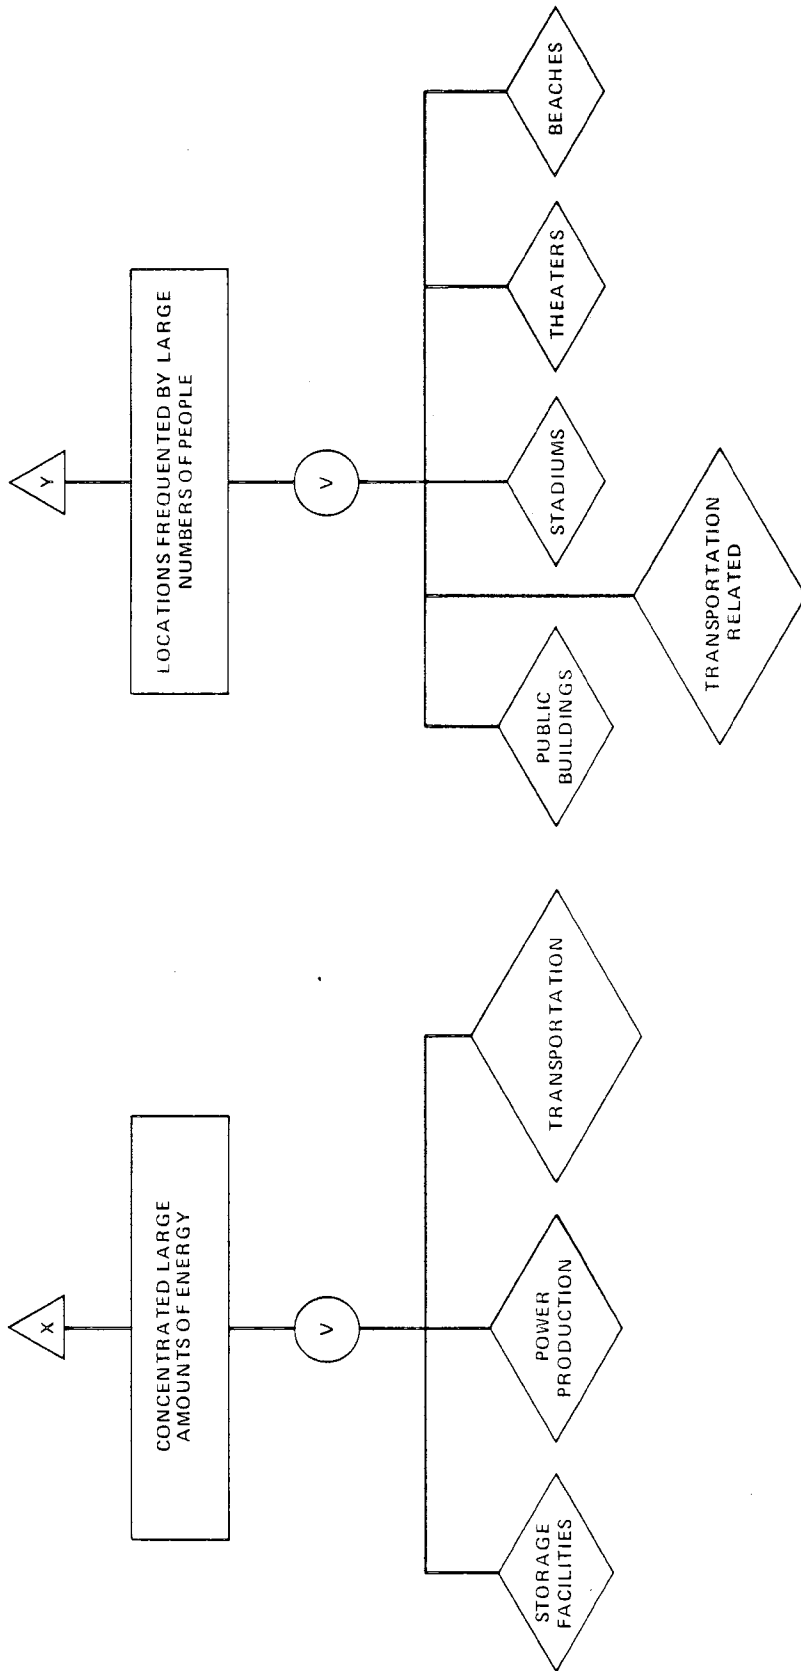 X
CONCENTRATED LARGE
AMOUNTS OF ENERGY
V
STORAGE
FACILITIES
POWER
PRODUCTION
TRANSPORTATION
Y
LOCATIONS FREQUENTED BY LARGE
NUMBERS OF PEOPLE
V
PUBLIC
BUILDINGS
TRANSPORTATION
RELATED
STADIUMS
THEATERS
BEACHES